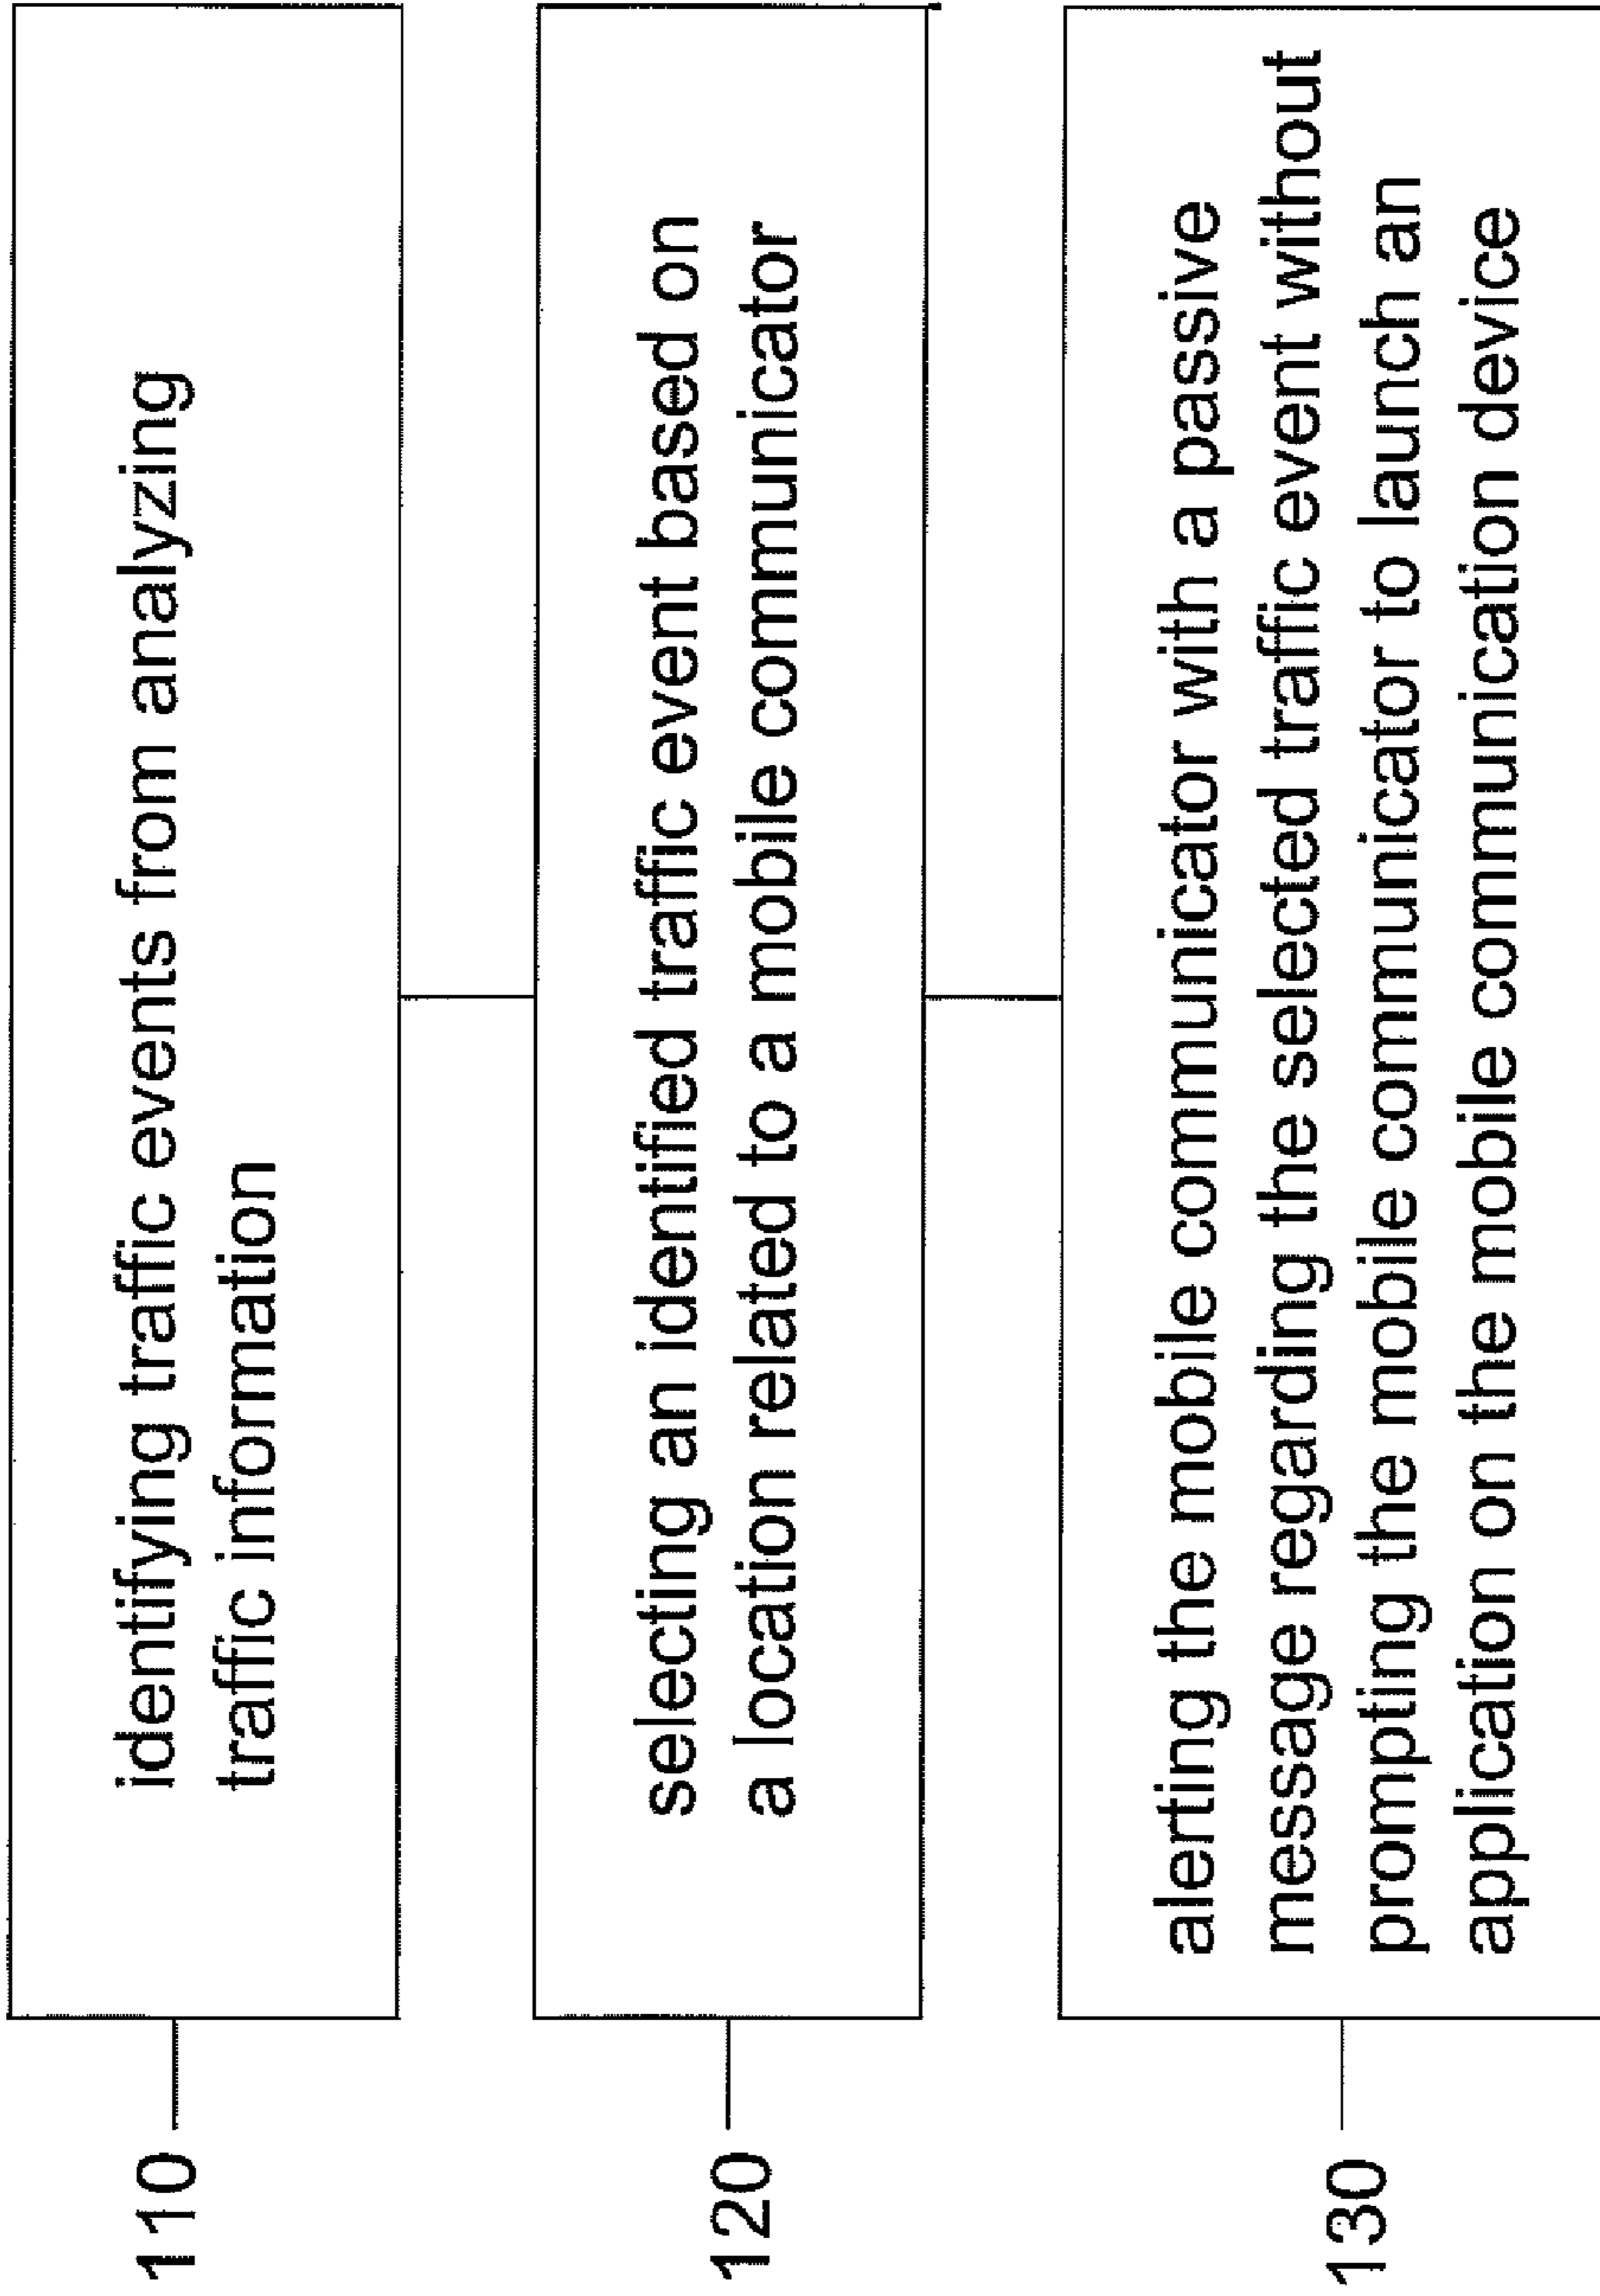 110
identifying traffic events from analyzing
traffic information
120
selecting an identified traffic event based on
a location related to a mobile communicator
130
alerting the mobile communicator with a passive
message regarding the selected traffic event without
prompting the mobile communicator to launch an
application on the mobile communication device